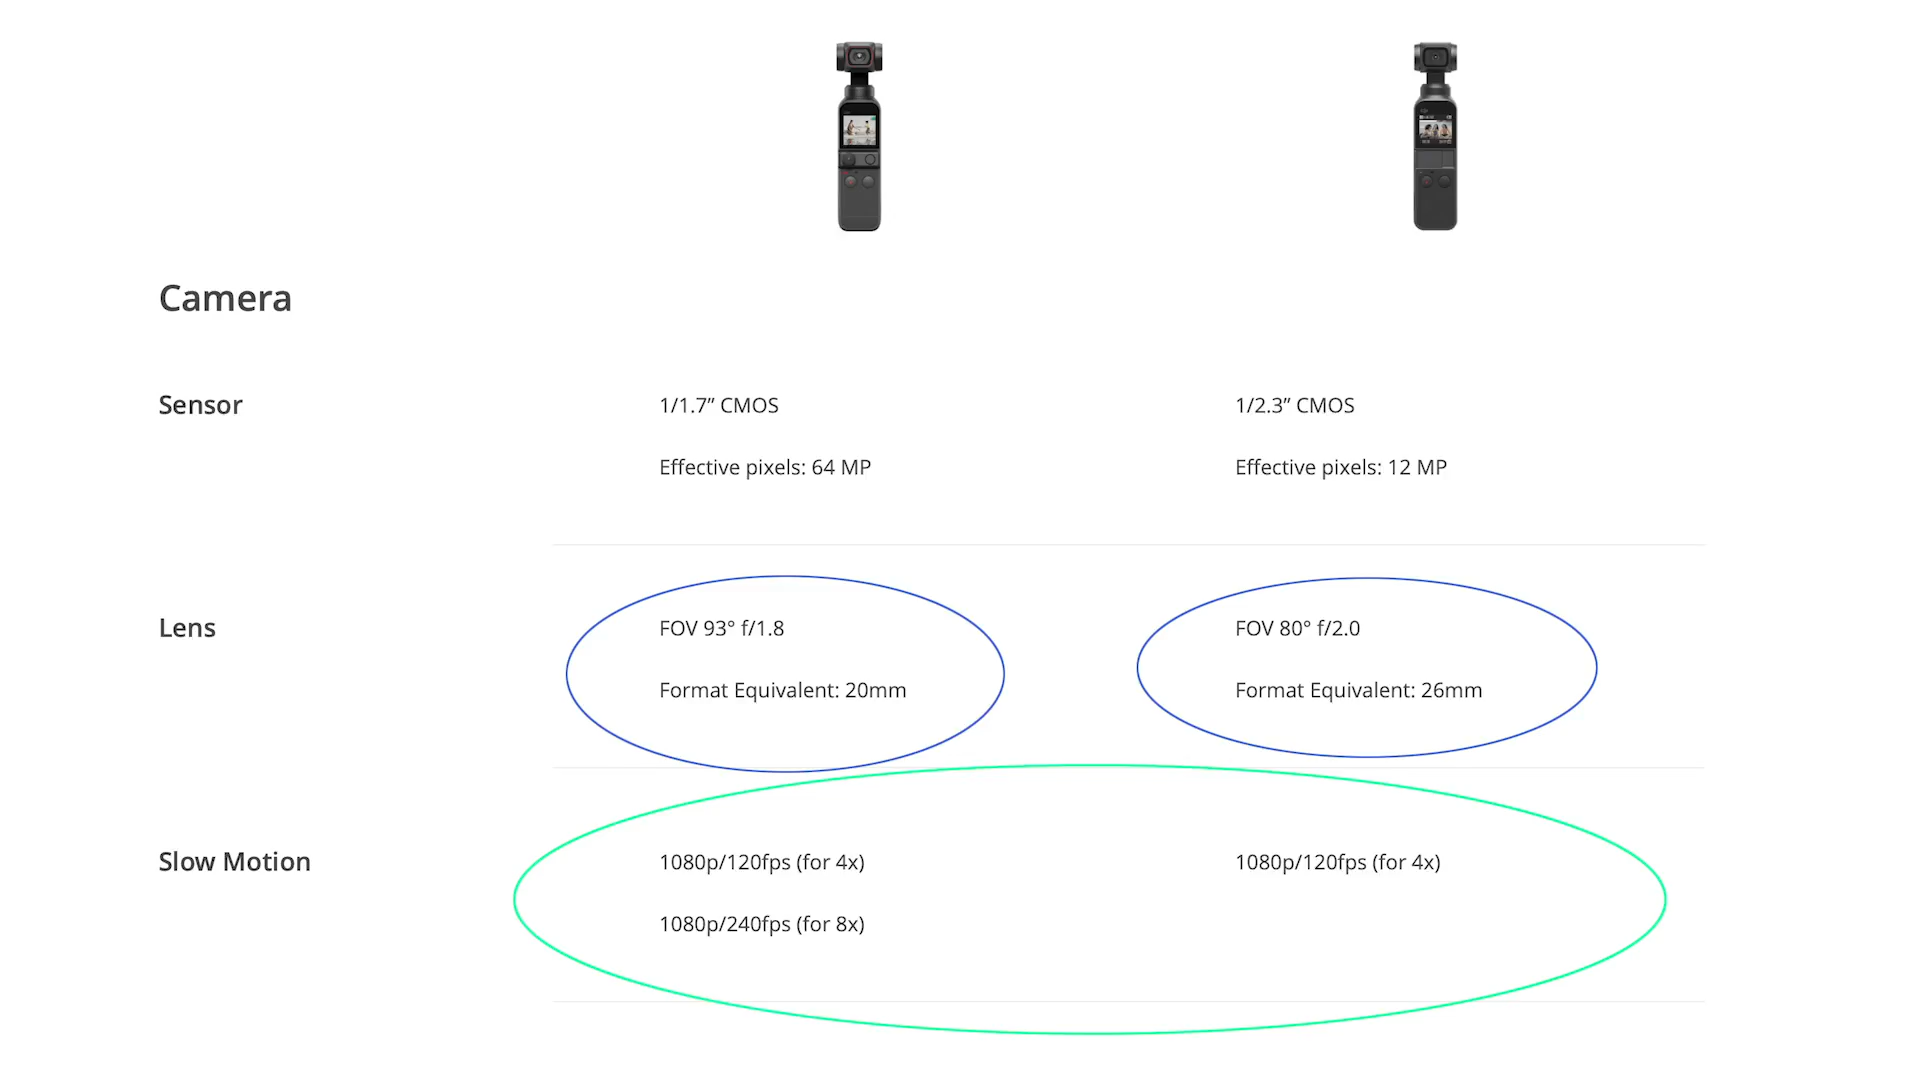 Camera
Sensor
1/1.7” CMOS
1/2.3” CMOS
Effective pixels: 64 MP
Effective pixels: 12 MP
Lens
FOV 93° f/1.8
FOV 80° f/2.0
Format Equivalent: 20mm
Format Equivalent: 26mm
Slow Motion
1080p/120fps (for 4x)
1080p/120fps (for 4x)
1080p/240fps (for 8x)